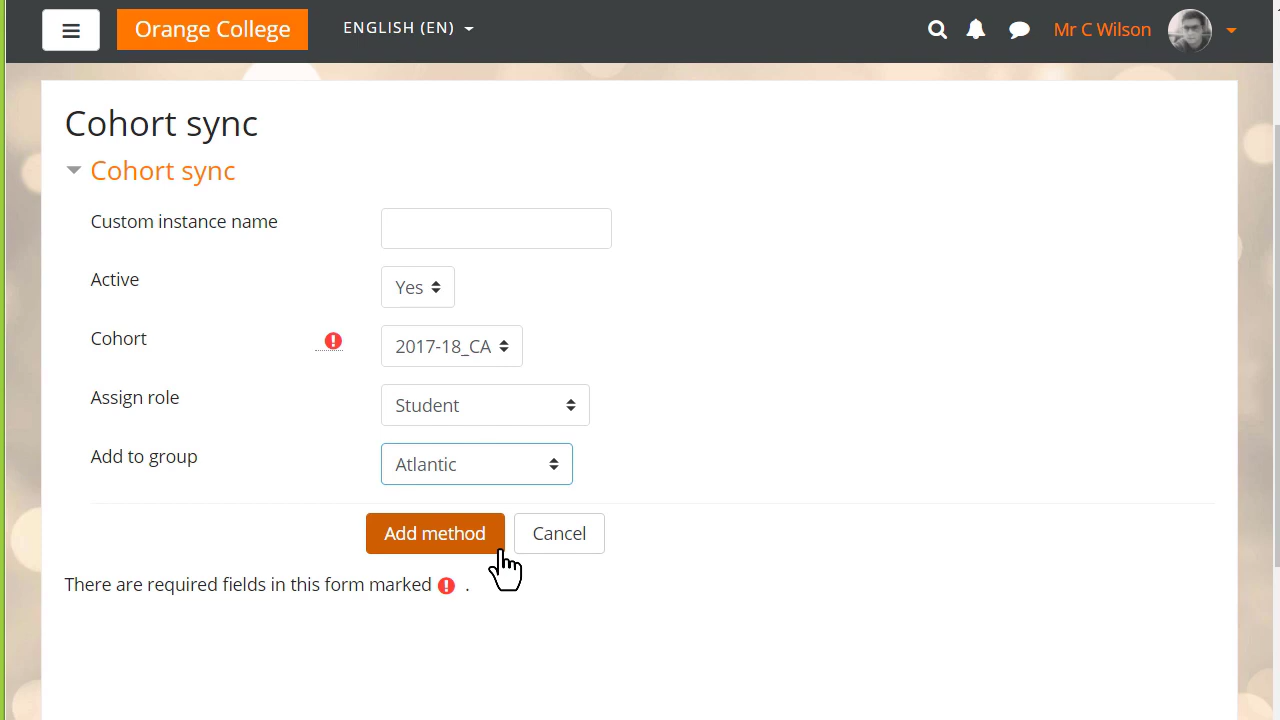 Orange College
ENGLISH (EN)
Mr C Wilson
Cohort sync
Cohort sync
Custom instance name
Active
Yes
Cohort
2017-18_CA
Assign role
Student
Add to group
Atlantic
Add method
Cancel
There are required fields in this form marked .